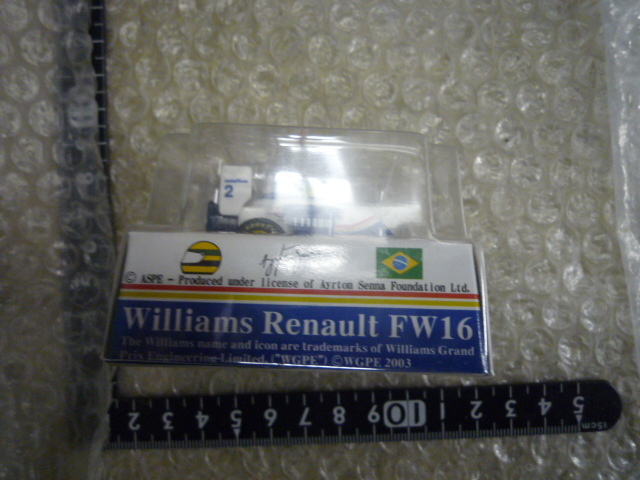 2
© ASPE - Produced under license of Ayrton Senna Foundation Ltd.
Williams Renault FW16
The Williams name and icon are trademarks of Williams Grand
Prix Engineering Limited. ("WGPE") ©WGPE 2003
2 3 4 5 6 7 8 9 10 1 2 3 4 5 15cm